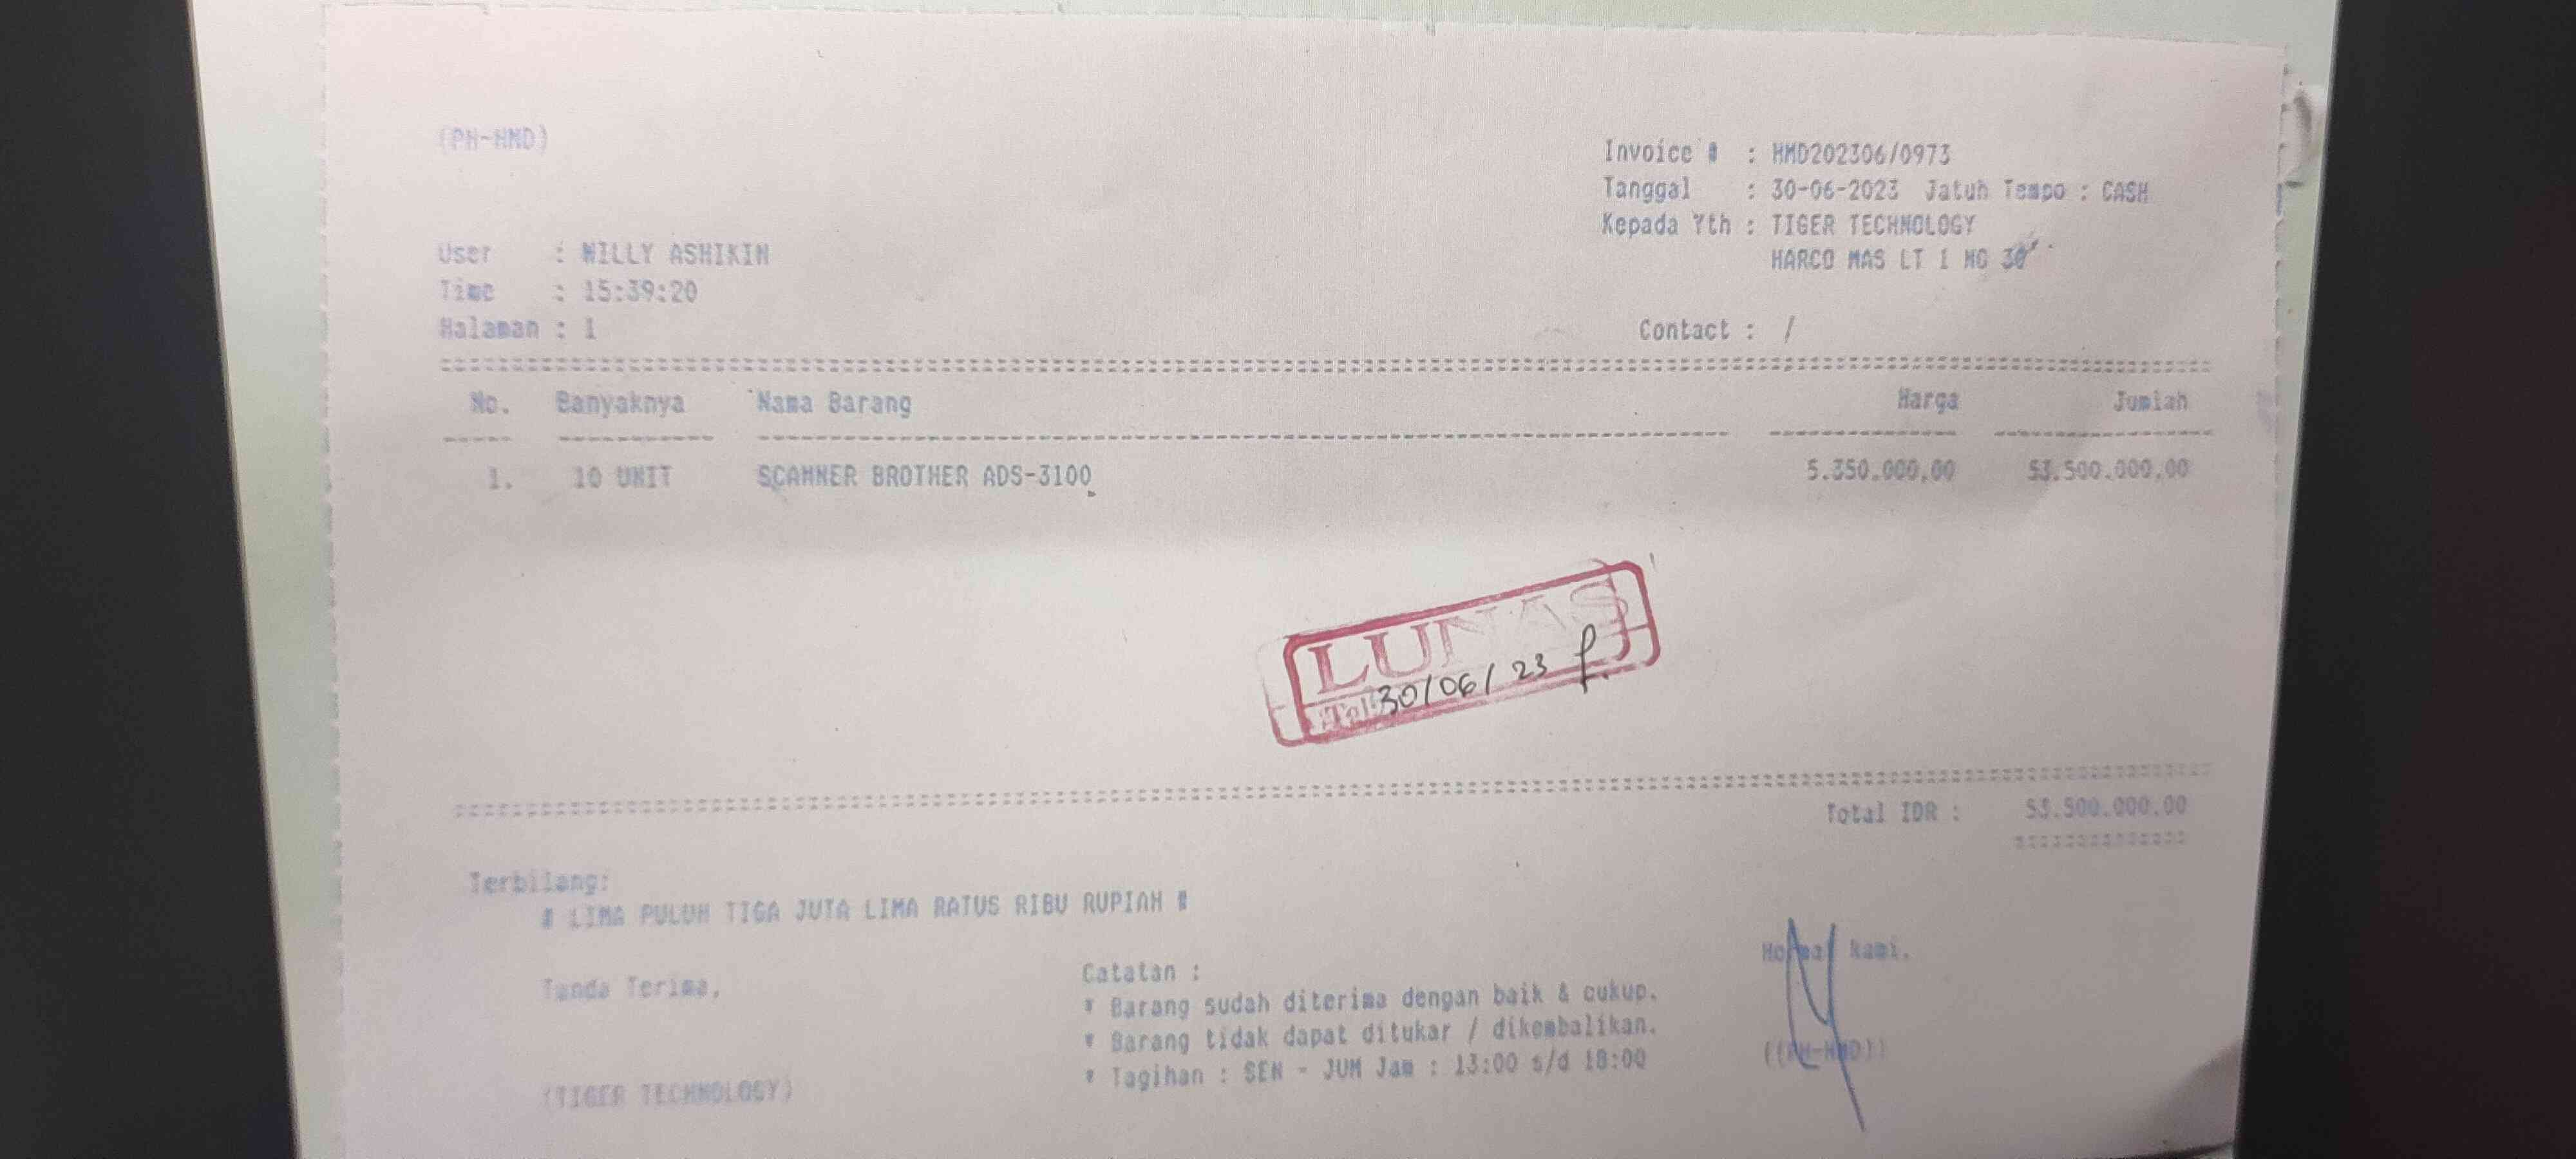 (PH-HMD)
Invoice # : HMD202306/0973
Tanggal : 30-06-2023 Jatuh Tempo : CASH
Kepada Yth : TIGER TECHNOLOGY
HARCO MAS LT 1 NO 30
User : WILLY ASHIKIN
Time : 15:39:20
Halaman : 1
Contact : /
No. Banyaknya Nama Barang Harga Jumlah
1. 10 UNIT SCANNER BROTHER ADS-3100 5.350.000,00 53.500.000,00
LUNAS
Tgl: 30/06/23
Total IDR : 53.500.000,00
Terbilang:
# LIMA PULUH TIGA JUTA LIMA RATUS RIBU RUPIAH #
Tanda Terima,
Catatan :
* Barang sudah diterima dengan baik & cukup.
* Barang tidak dapat ditukar / dikembalikan.
* Tagihan : SEN - JUM Jam : 13:00 s/d 18:00
Hormat kami,
(TIGER TECHNOLOGY)
((PH-HMD))